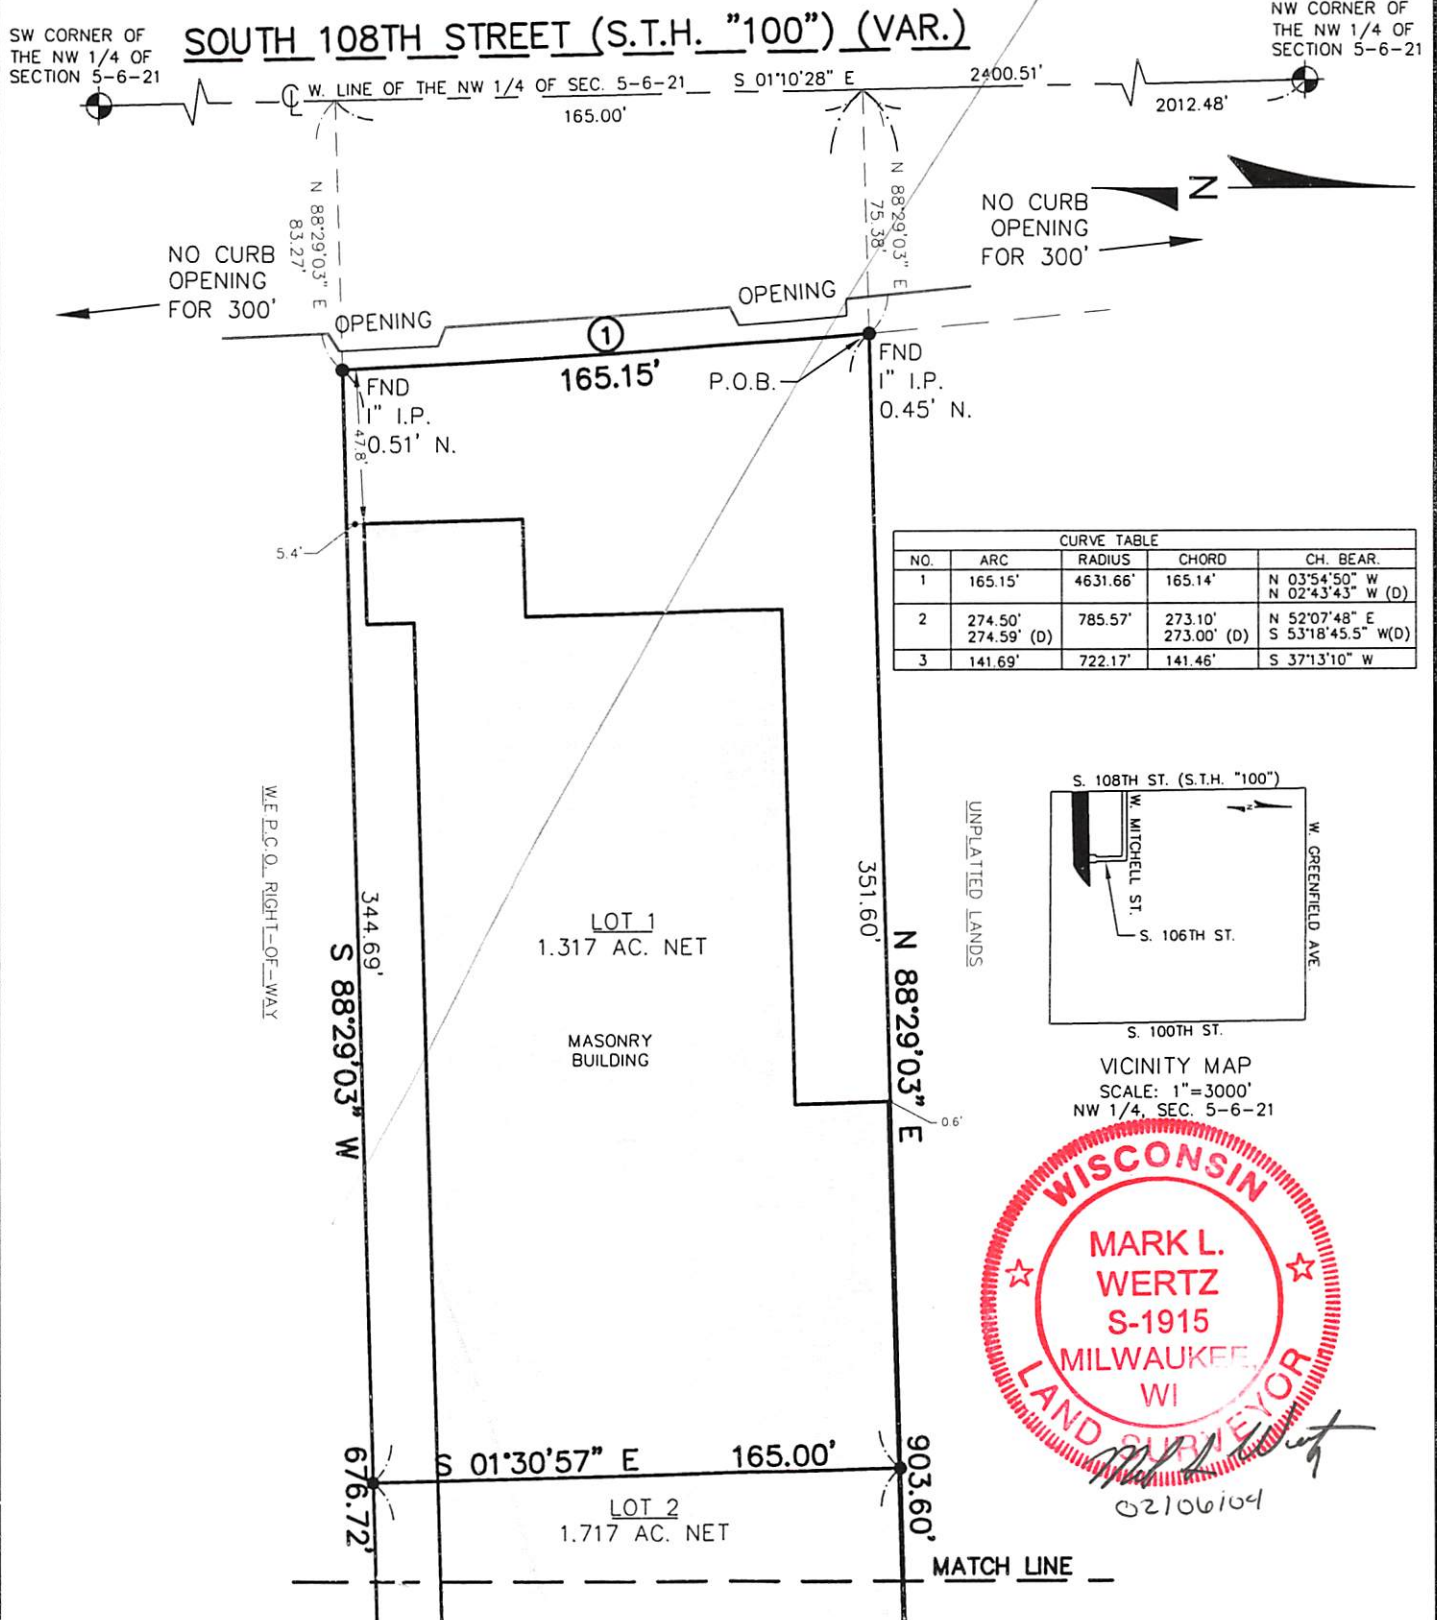 SW CORNER OF
THE NW 1/4 OF
SECTION 5-6-21
SOUTH 108TH STREET (S.T.H. "100") (VAR.)
NW CORNER OF
THE NW 1/4 OF
SECTION 5-6-21
℄ W. LINE OF THE NW 1/4 OF SEC. 5-6-21 S 01°10'28" E 2400.51'
165.00'
2012.48'
N 88°29'03" E
83.27'
N 88°29'03" E
75.38'
N
NO CURB
OPENING
FOR 300'
NO CURB
OPENING
FOR 300'
OPENING
OPENING
1
165.15'
P.O.B.
FND
1" I.P.
0.51' N.
FND
1" I.P.
0.45' N.
47.8'
5.4'
CURVE TABLE
NO. ARC RADIUS CHORD CH. BEAR.
1 165.15' 4631.66' 165.14' N 03°54'50" W
N 02°43'43" W (D)
2 274.50' 785.57' 273.10' N 52°07'48" E
274.59' (D) 273.00' (D) S 53°18'45.5" W(D)
3 141.69' 722.17' 141.46' S 37°13'10" W
W.E.P.C.O. RIGHT-OF-WAY
344.69'
S 88°29'03" W
676.72'
LOT 1
1.317 AC. NET
MASONRY
BUILDING
351.60'
N 88°29'03" E
903.60'
0.6'
UNPLATTED LANDS
S. 108TH ST. (S.T.H. "100")
N
W. MITCHELL ST.
W. GREENFIELD AVE.
S. 106TH ST.
S. 100TH ST.
VICINITY MAP
SCALE: 1"=3000'
NW 1/4, SEC. 5-6-21
WISCONSIN
MARK L.
WERTZ
S-1915
MILWAUKEE,
WI
LAND SURVEYOR
Mark L Wertz
02/06/04
S 01°30'57" E 165.00'
LOT 2
1.717 AC. NET
MATCH LINE